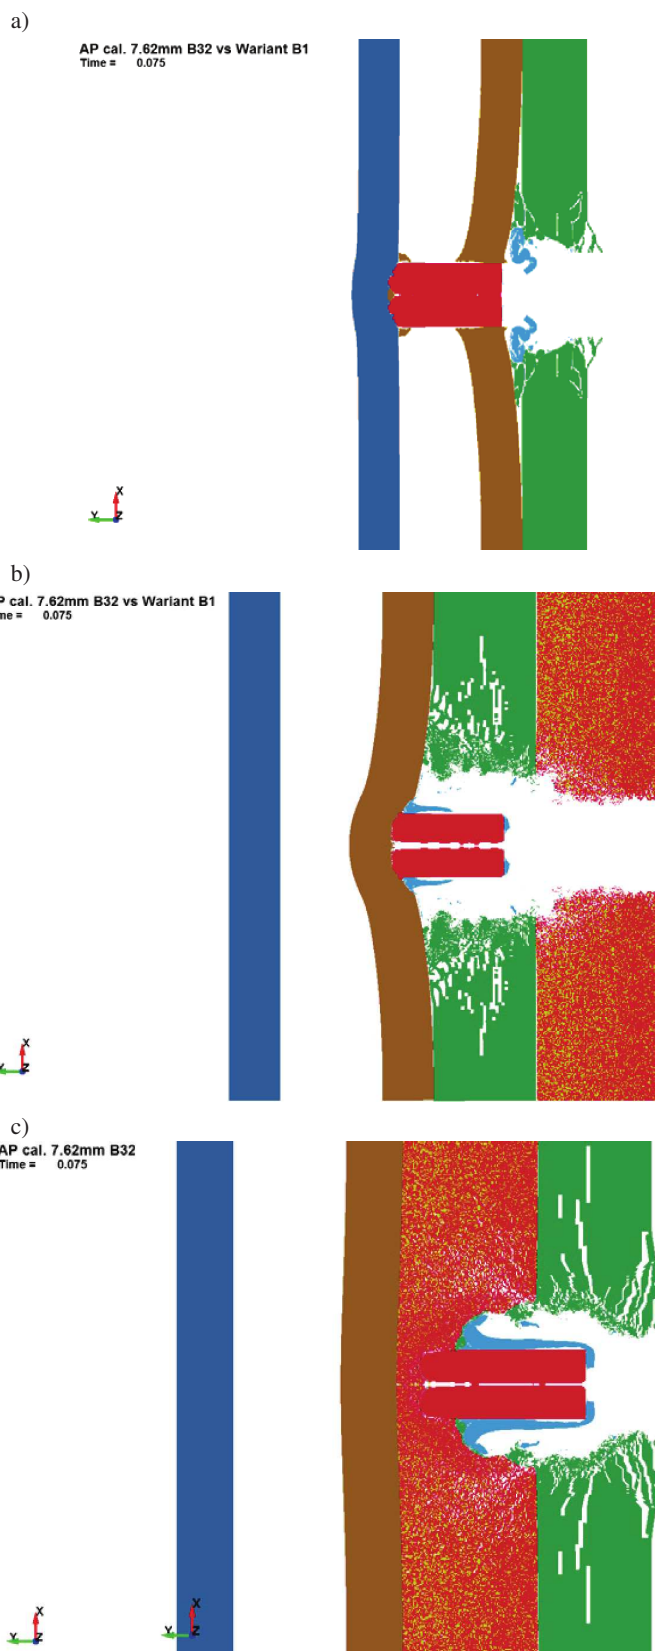 a)
AP cal. 7.62mm B32 vs Wariant B1
Time = 0.075
X
Y
Z
b)
P cal. 7.62mm B32 vs Wariant B1
me = 0.075
X
Y
Z
c)
AP cal. 7.62mm B32
Time = 0.075
X
Y
Z
X
Y
Z